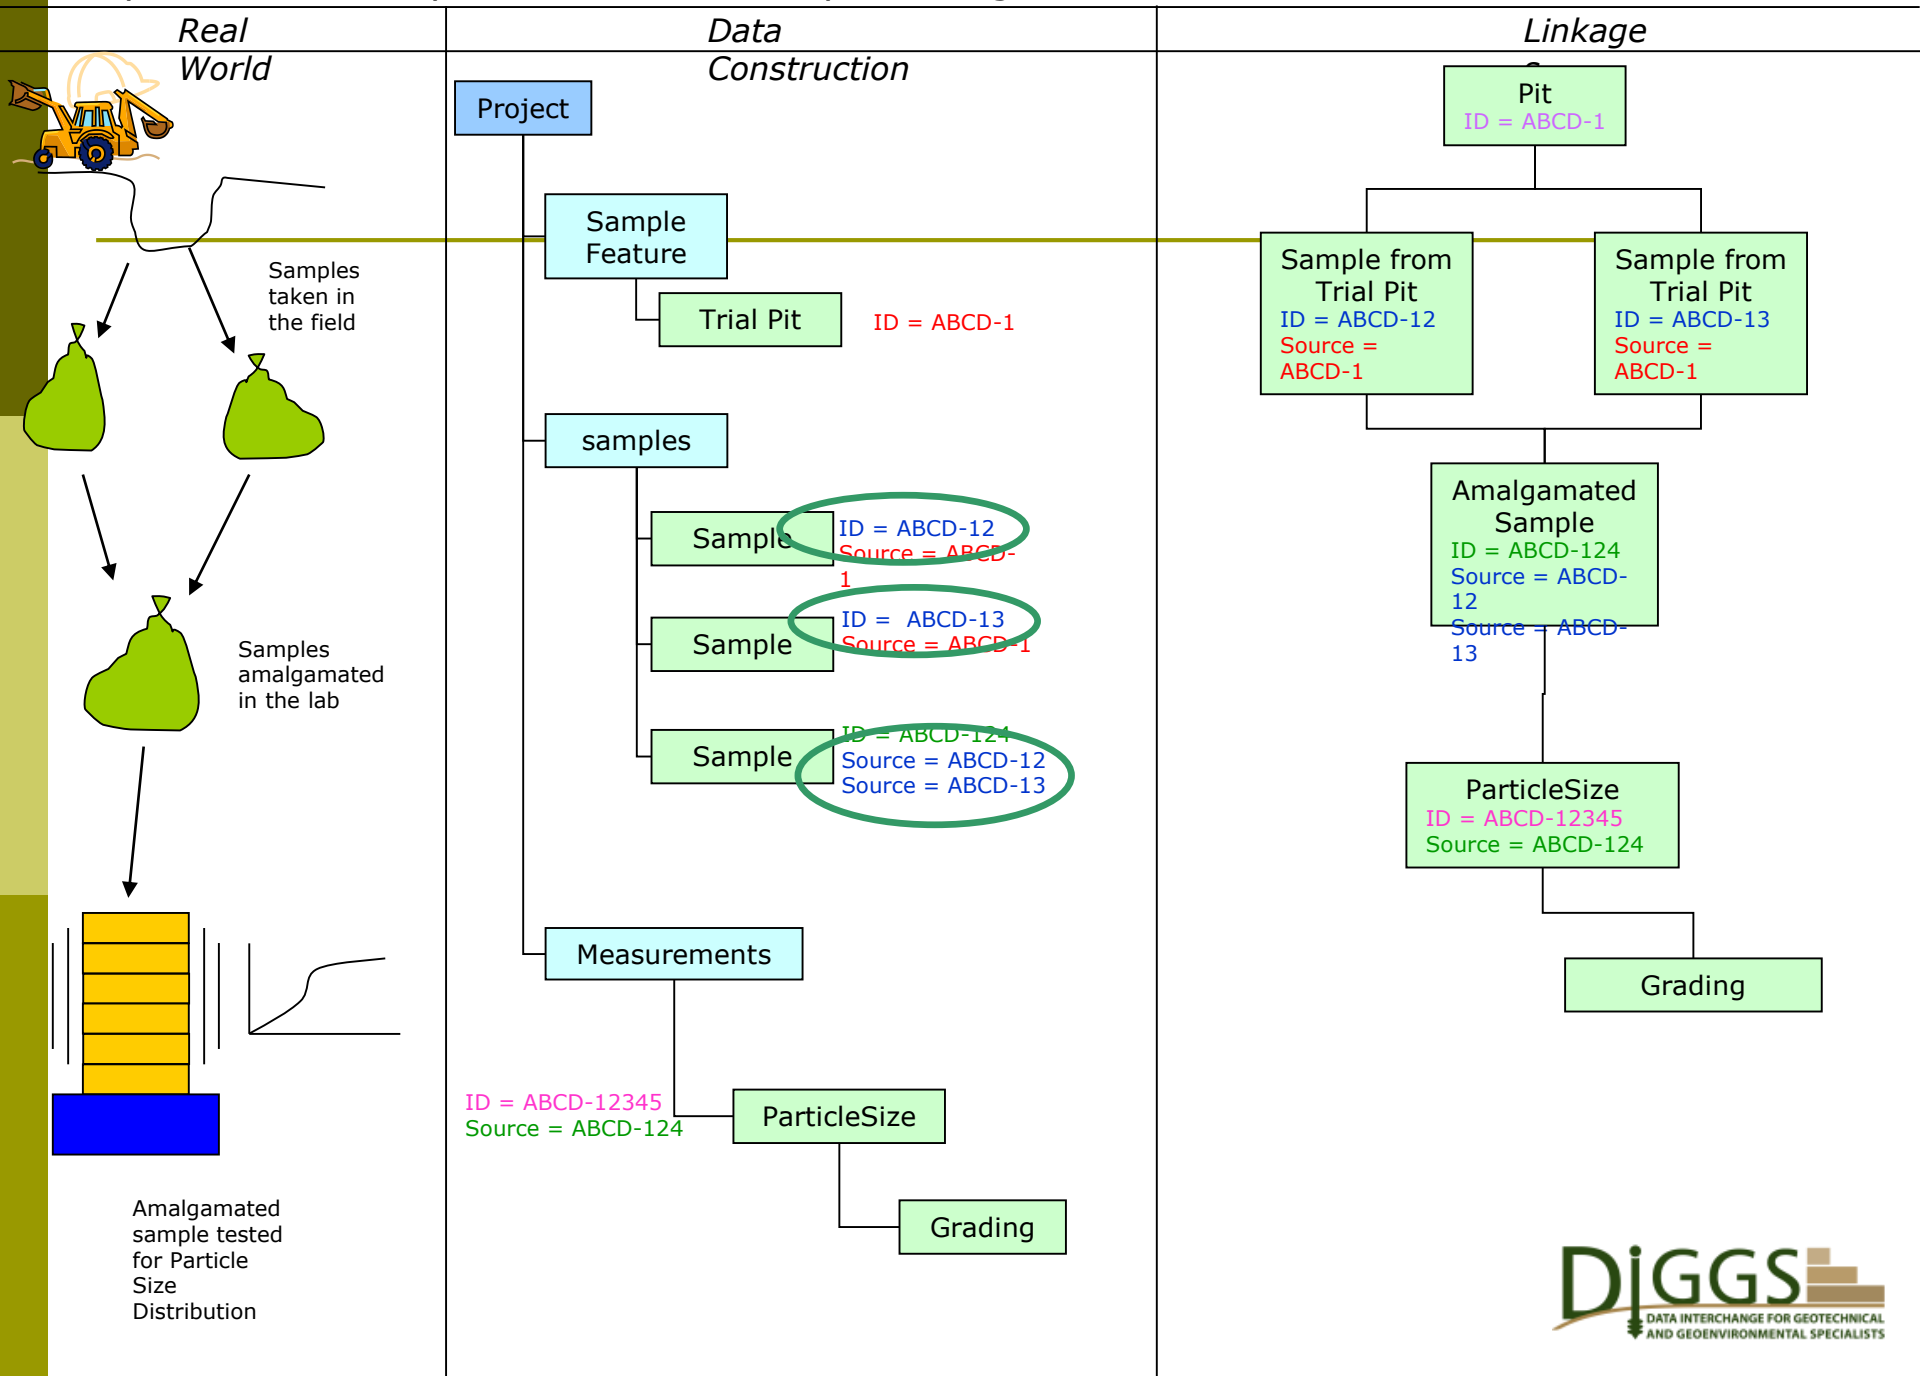 Real
World
Data
Construction
Linkage
Samples
taken in
the field
Samples
amalgamated
in the lab
Amalgamated
sample tested
for Particle
Size
Distribution
Project
Sample
Feature
Trial Pit
ID = ABCD-1
samples
Sample
ID = ABCD-12
Source = ABCD-
1
Sample
ID =  ABCD-13
Source = ABCD-1
Sample
ID = ABCD-124
Source = ABCD-12
Source = ABCD-13
Measurements
ID = ABCD-12345
Source = ABCD-124
ParticleSize
Grading
Pit
ID = ABCD-1
Sample from
Trial Pit
ID = ABCD-12
Source =
ABCD-1
Sample from
Trial Pit
ID = ABCD-13
Source =
ABCD-1
Amalgamated
Sample
ID = ABCD-124
Source = ABCD-
12
Source = ABCD-
13
ParticleSize
ID = ABCD-12345
Source = ABCD-124
Grading
DiGGS
DATA INTERCHANGE FOR GEOTECHNICAL
AND GEOENVIRONMENTAL SPECIALISTS